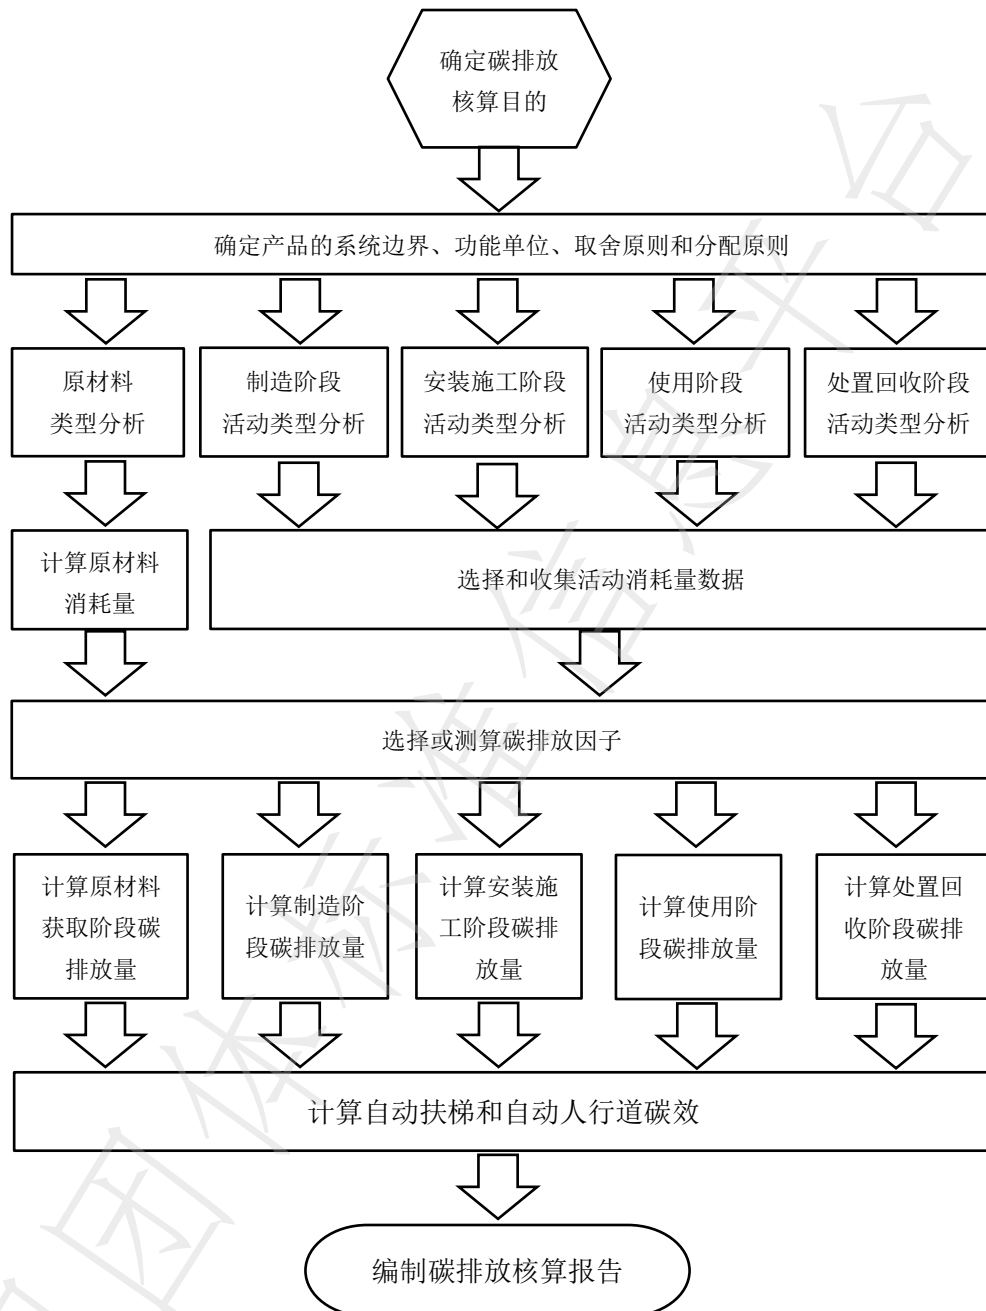 确定碳排放
核算目的
确定产品的系统边界、功能单位、取舍原则和分配原则
原材料
类型分析
制造阶段
活动类型分析
安装施工阶段
活动类型分析
使用阶段
活动类型分析
处置回收阶段
活动类型分析
计算原材料
消耗量
选择和收集活动消耗量数据
选择或测算碳排放因子
计算原材料
获取阶段碳
排放量
计算制造阶
段碳排放量
计算安装施
工阶段碳排
放量
计算使用阶
段碳排放量
计算处置回
收阶段碳排
放量
计算自动扶梯和自动人行道碳效
编制碳排放核算报告
团体标准信息平台